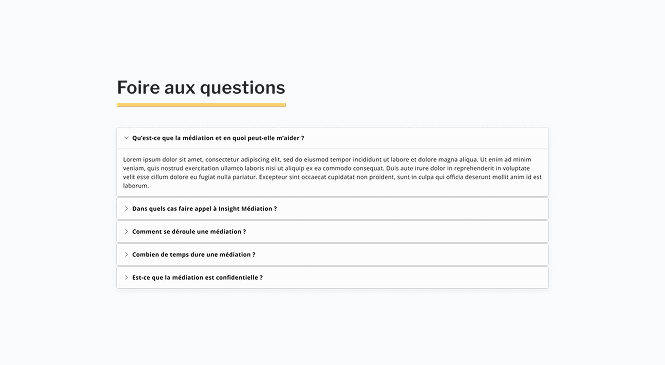 Foire aux questions
Qu'est-ce que la médiation et en quoi peut-elle m'aider ?
Lorem ipsum dolor sit amet, consectetur adipiscing elit, sed do eiusmod tempor incididunt ut labore et dolore magna aliqua. Ut enim ad minim
veniam, quis nostrud exercitation ullamco laboris nisi ut aliquip ex ea commodo consequat. Duis aute irure dolor in reprehenderit in voluptate
velit esse cillum dolore eu fugiat nulla pariatur. Excepteur sint occaecat cupidatat non proident, sunt in culpa qui officia deserunt mollit anim id est
laborum.
Dans quels cas faire appel à Insight Médiation ?
Comment se déroule une médiation ?
Combien de temps dure une médiation ?
Est-ce que la médiation est confidentielle ?